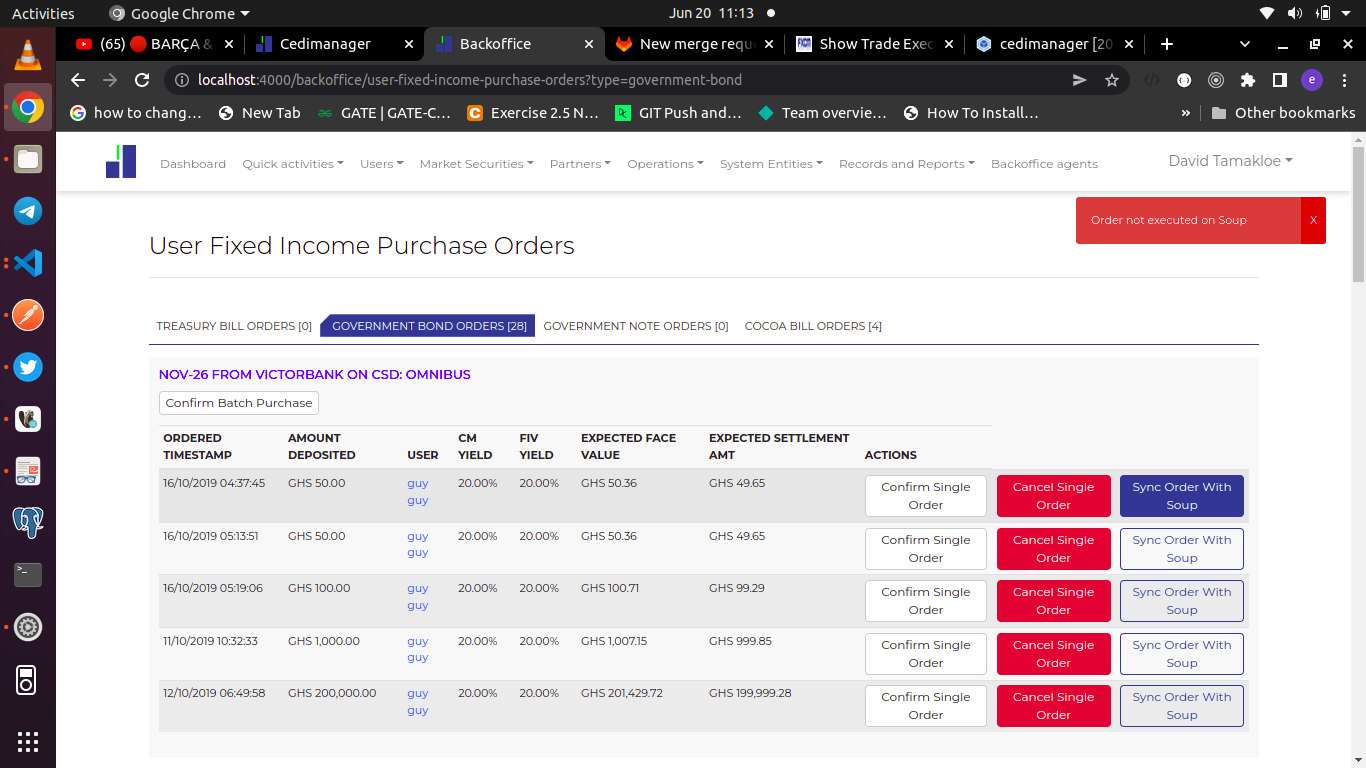 Activities Google Chrome Jun 20 11:13
(65) 🔴 BARÇA & Cedimanager Backoffice New merge requ Show Trade Exec cedimanager [20
localhost:4000/backoffice/user-fixed-income-purchase-orders?type=government-bond e
how to chang… New Tab GATE | GATE-C… Exercise 2.5 N… GIT Push and… Team overvie… How To Install… » Other bookmarks
Dashboard Quick activities Users Market Securities Partners Operations System Entities Records and Reports Backoffice agents David Tamakloe
Order not executed on Soup X
User Fixed Income Purchase Orders
TREASURY BILL ORDERS [0] GOVERNMENT BOND ORDERS [28] GOVERNMENT NOTE ORDERS [0] COCOA BILL ORDERS [4]
NOV-26 FROM VICTORBANK ON CSD: OMNIBUS
Confirm Batch Purchase
ORDERED AMOUNT CM FIV EXPECTED FACE EXPECTED SETTLEMENT
TIMESTAMP DEPOSITED USER YIELD YIELD VALUE AMT ACTIONS
16/10/2019 04:37:45 GHS 50.00 guy 20.00% 20.00% GHS 50.36 GHS 49.65 Confirm Single Cancel Single Sync Order With
guy Order Order Soup
16/10/2019 05:13:51 GHS 50.00 guy 20.00% 20.00% GHS 50.36 GHS 49.65 Confirm Single Cancel Single Sync Order With
guy Order Order Soup
16/10/2019 05:19:06 GHS 100.00 guy 20.00% 20.00% GHS 100.71 GHS 99.29 Confirm Single Cancel Single Sync Order With
guy Order Order Soup
11/10/2019 10:32:33 GHS 1,000.00 guy 20.00% 20.00% GHS 1,007.15 GHS 999.85 Confirm Single Cancel Single Sync Order With
guy Order Order Soup
12/10/2019 06:49:58 GHS 200,000.00 guy 20.00% 20.00% GHS 201,429.72 GHS 199,999.28 Confirm Single Cancel Single Sync Order With
guy Order Order Soup